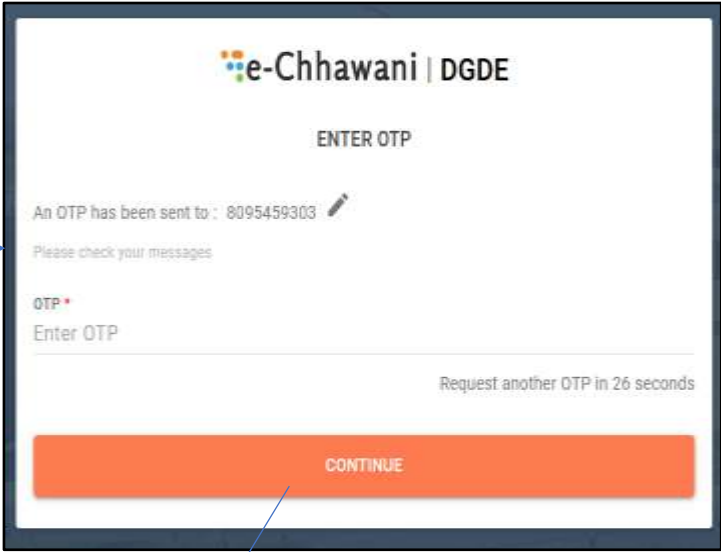 e-Chhawani | DGDE
ENTER OTP
An OTP has been sent to : 8095459303
Please check your messages
OTP *
Enter OTP
Request another OTP in 26 seconds
CONTINUE